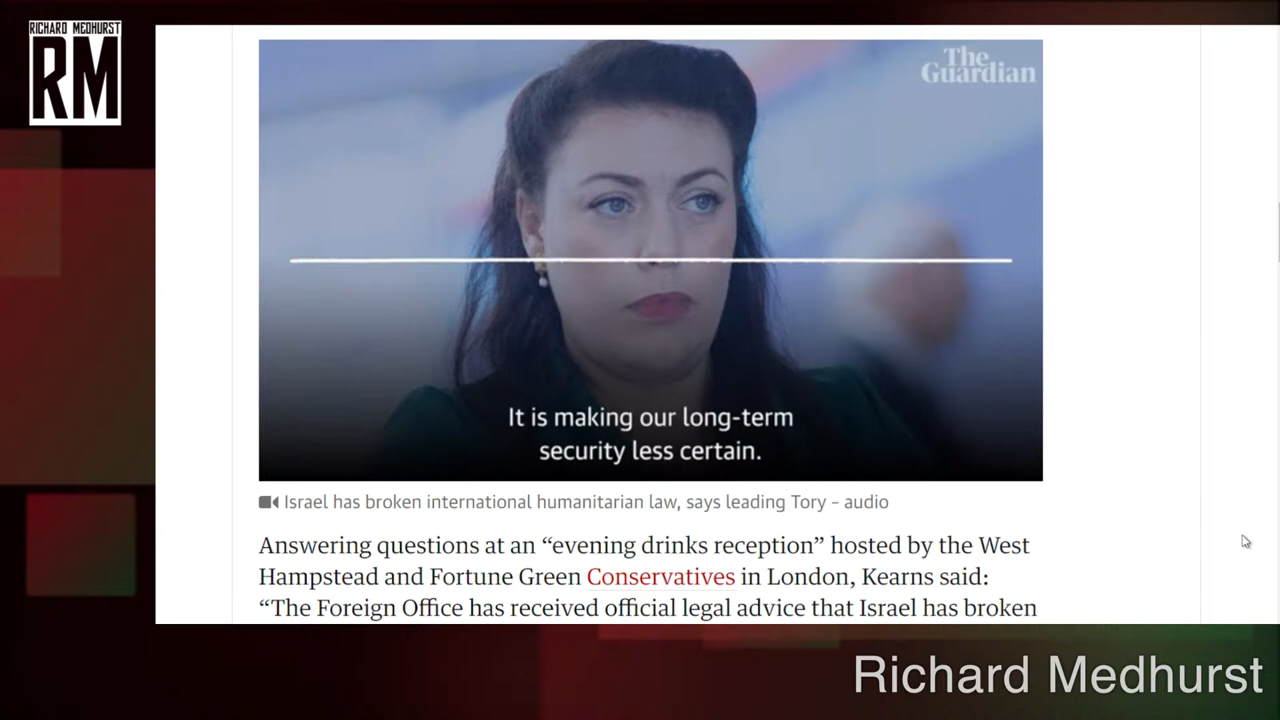 RICHARD MEDHURST
RM
The
Guardian
It is making our long-term
security less certain.
Israel has broken international humanitarian law, says leading Tory – audio
Answering questions at an “evening drinks reception” hosted by the West
Hampstead and Fortune Green Conservatives in London, Kearns said:
“The Foreign Office has received official legal advice that Israel has broken
Richard Medhurst